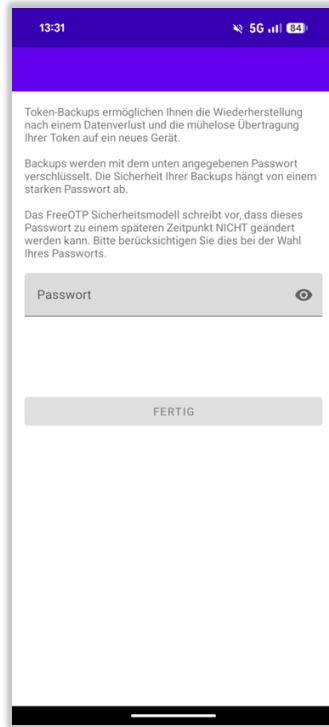 13:31
5G 84
Token-Backups ermöglichen Ihnen die Wiederherstellung
nach einem Datenverlust und die mühelose Übertragung
Ihrer Token auf ein neues Gerät.
Backups werden mit dem unten angegebenen Passwort
verschlüsselt. Die Sicherheit Ihrer Backups hängt von einem
starken Passwort ab.
Das FreeOTP Sicherheitsmodell schreibt vor, dass dieses
Passwort zu einem späteren Zeitpunkt NICHT geändert
werden kann. Bitte berücksichtigen Sie dies bei der Wahl
Ihres Passworts.
Passwort
FERTIG